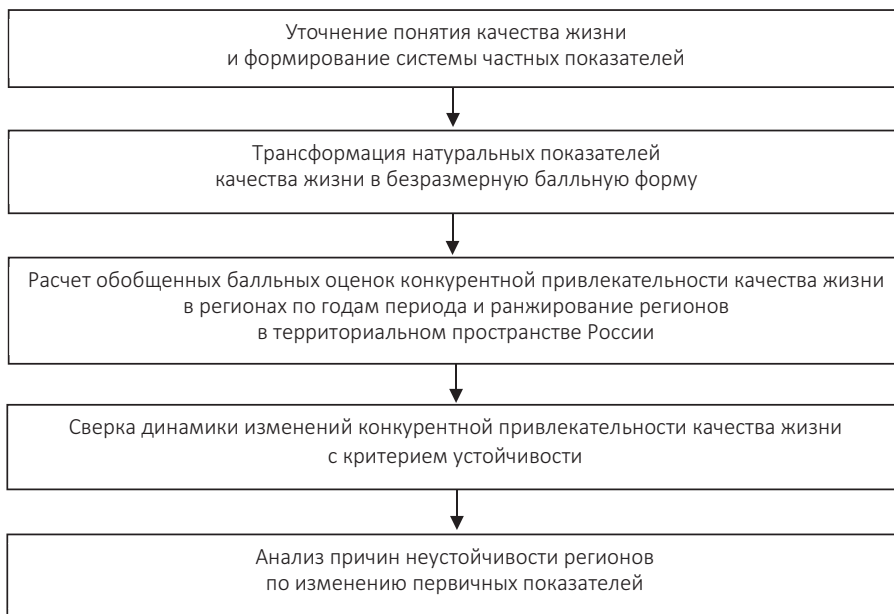 Уточнение понятия качества жизни
и формирование системы частных показателей
Трансформация натуральных показателей
качества жизни в безразмерную балльную форму
Расчет обобщенных балльных оценок конкурентной привлекательности качества жизни
в регионах по годам периода и ранжирование регионов
в территориальном пространстве России
Сверка динамики изменений конкурентной привлекательности качества жизни
с критерием устойчивости
Анализ причин неустойчивости регионов
по изменению первичных показателей